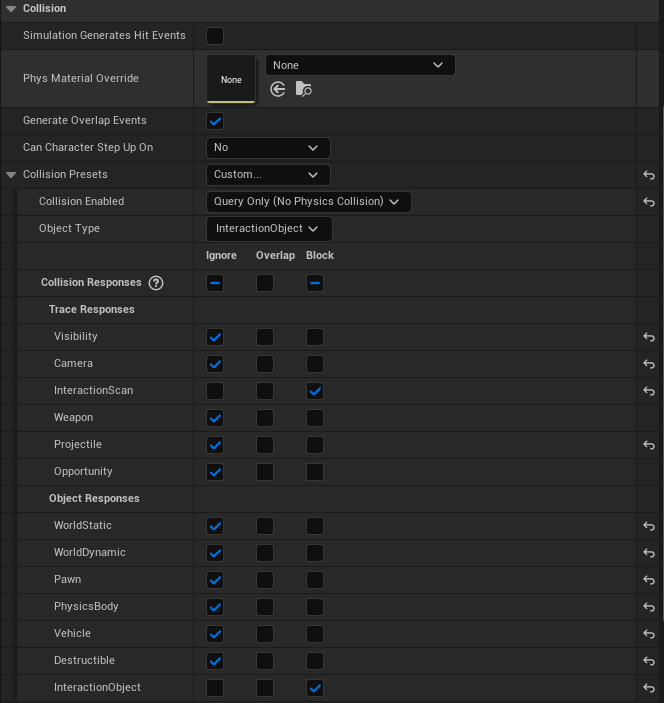 Collision
Simulation Generates Hit Events
Phys Material Override
None
None
Generate Overlap Events
Can Character Step Up On
No
Collision Presets
Custom...
Collision Enabled
Query Only (No Physics Collision)
Object Type
InteractionObject
Ignore Overlap Block
Collision Responses ?
Trace Responses
Visibility
Camera
InteractionScan
Weapon
Projectile
Opportunity
Object Responses
WorldStatic
WorldDynamic
Pawn
PhysicsBody
Vehicle
Destructible
InteractionObject